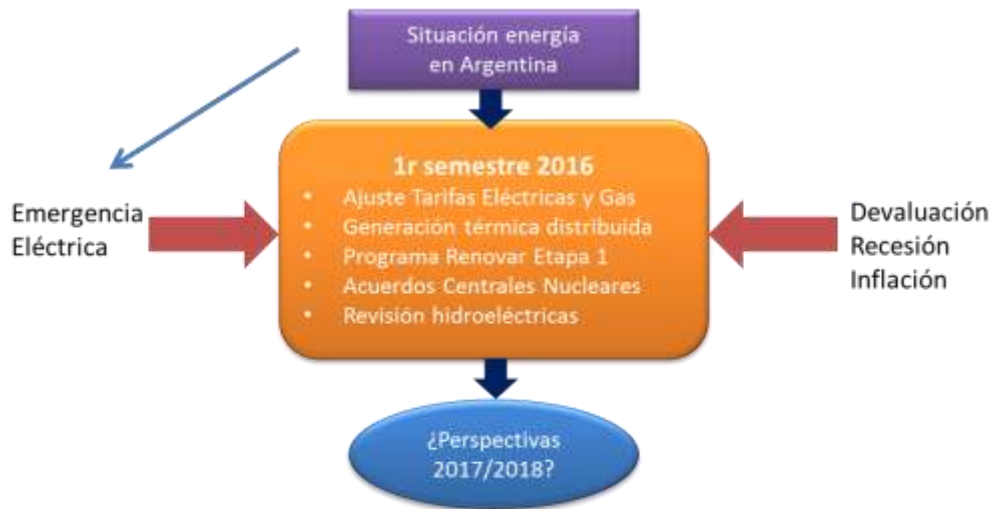 Situación energía
en Argentina
1r semestre 2016
• Ajuste Tarifas Eléctricas y Gas
• Generación térmica distribuida
• Programa Renovar Etapa 1
• Acuerdos Centrales Nucleares
• Revisión hidroeléctricas
Emergencia
Eléctrica
Devaluación
Recesión
Inflación
¿Perspectivas
2017/2018?